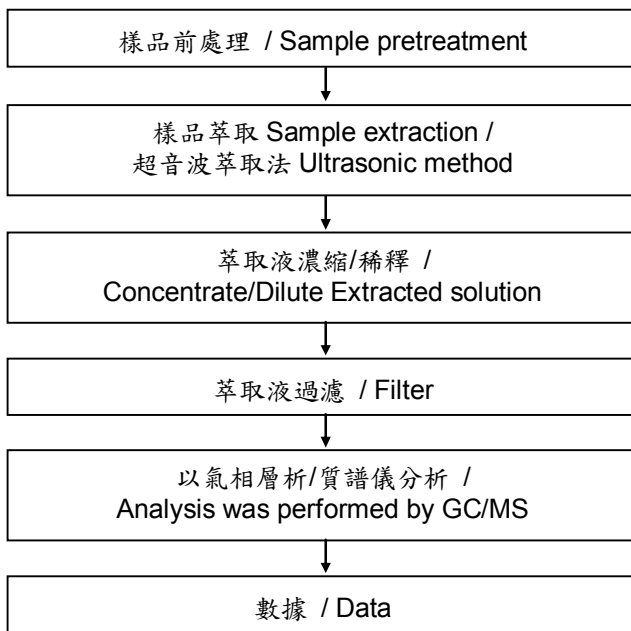 樣品前處理 / Sample pretreatment
樣品萃取 Sample extraction /
超音波萃取法 Ultrasonic method
萃取液濃縮/稀釋 /
Concentrate/Dilute Extracted solution
萃取液過濾 / Filter
以氣相層析/質譜儀分析 /
Analysis was performed by GC/MS
數據 / Data